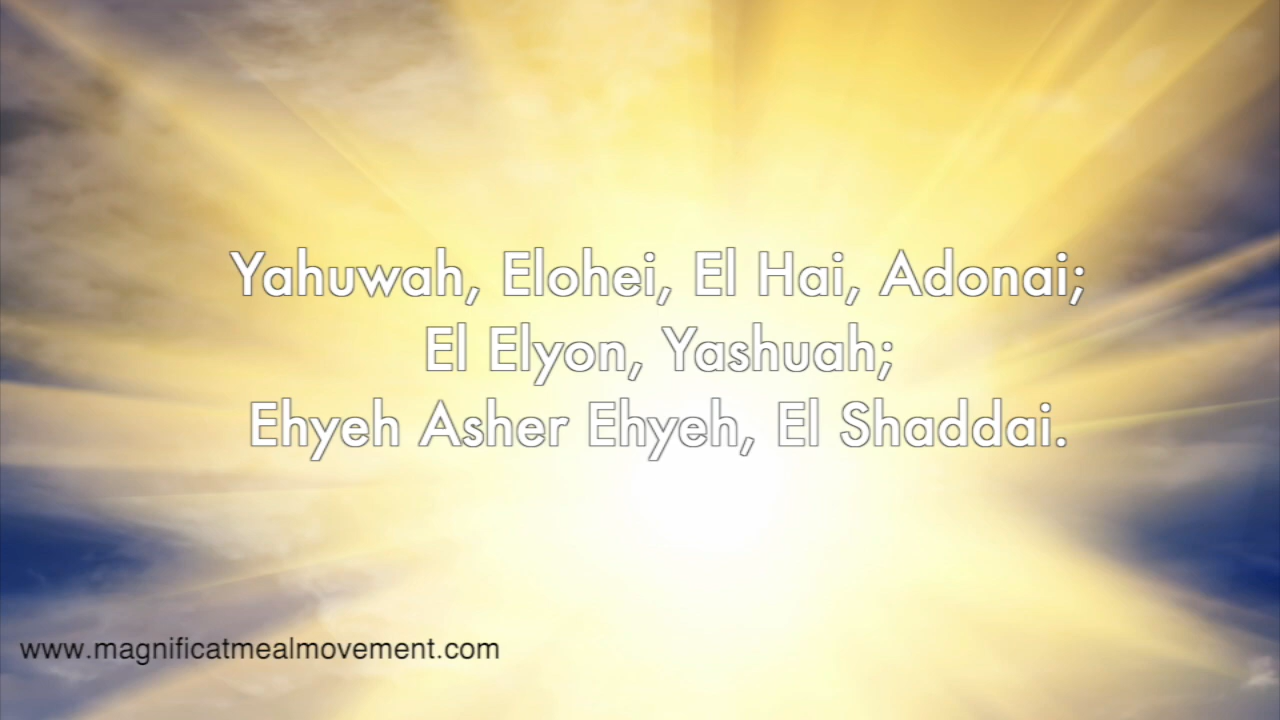 Yahuwah, Elohei, El Hai, Adonai;
El Elyon, Yashuah;
Ehyeh Asher Ehyeh, El Shaddai.
www.magnificatmealmovement.com